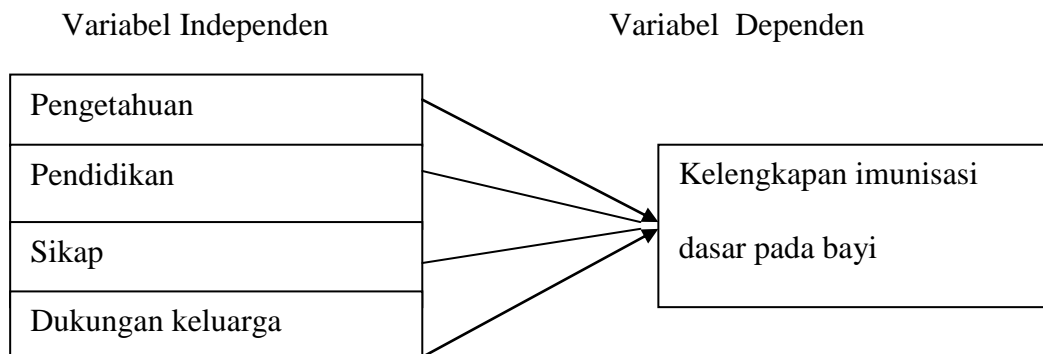 Variabel Independen
Variabel Dependen
Pengetahuan
Pendidikan
Sikap
Dukungan keluarga
Kelengkapan imunisasi
dasar pada bayi